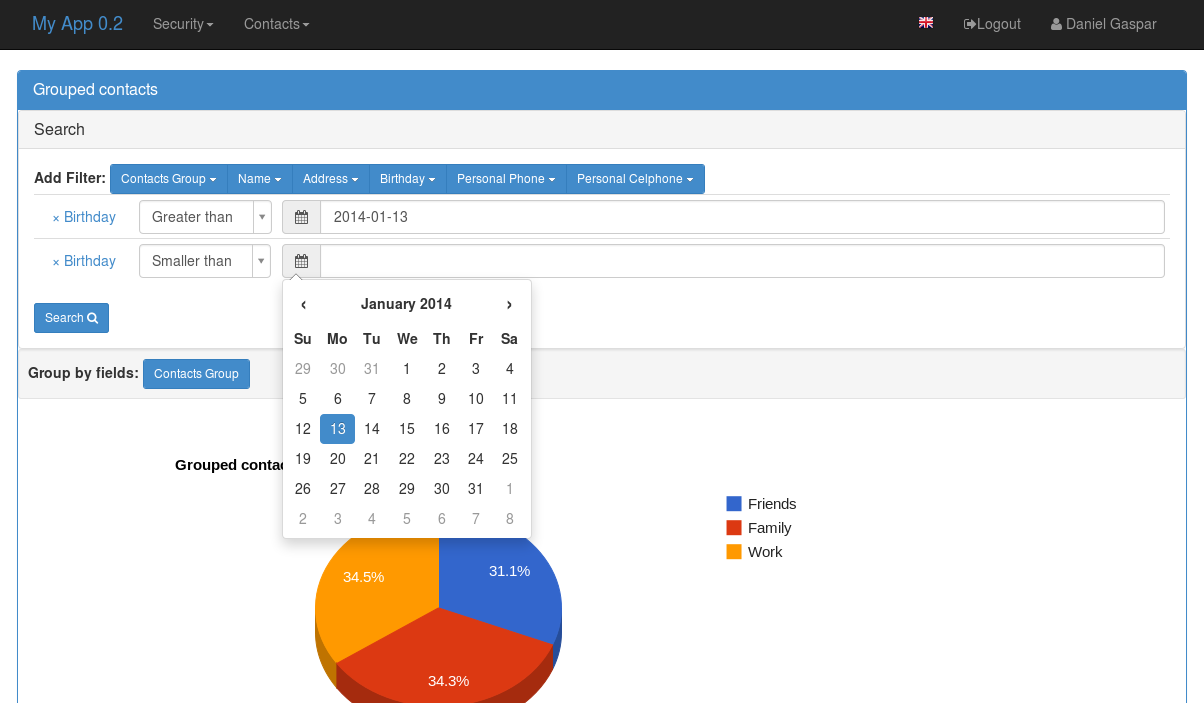 My App 0.2 Security Contacts Logout Daniel Gaspar
Grouped contacts
Search
Add Filter: Contacts Group Name Address Birthday Personal Phone Personal Celphone
× Birthday Greater than 2014-01-13
× Birthday Smaller than
‹ January 2014 ›
Su Mo Tu We Th Fr Sa
29 30 31 1 2 3 4
5 6 7 8 9 10 11
12 13 14 15 16 17 18
19 20 21 22 23 24 25
26 27 28 29 30 31 1
2 3 4 5 6 7 8
Search
Group by fields: Contacts Group
Grouped contac
Friends
Family
Work
34.5%
31.1%
34.3%